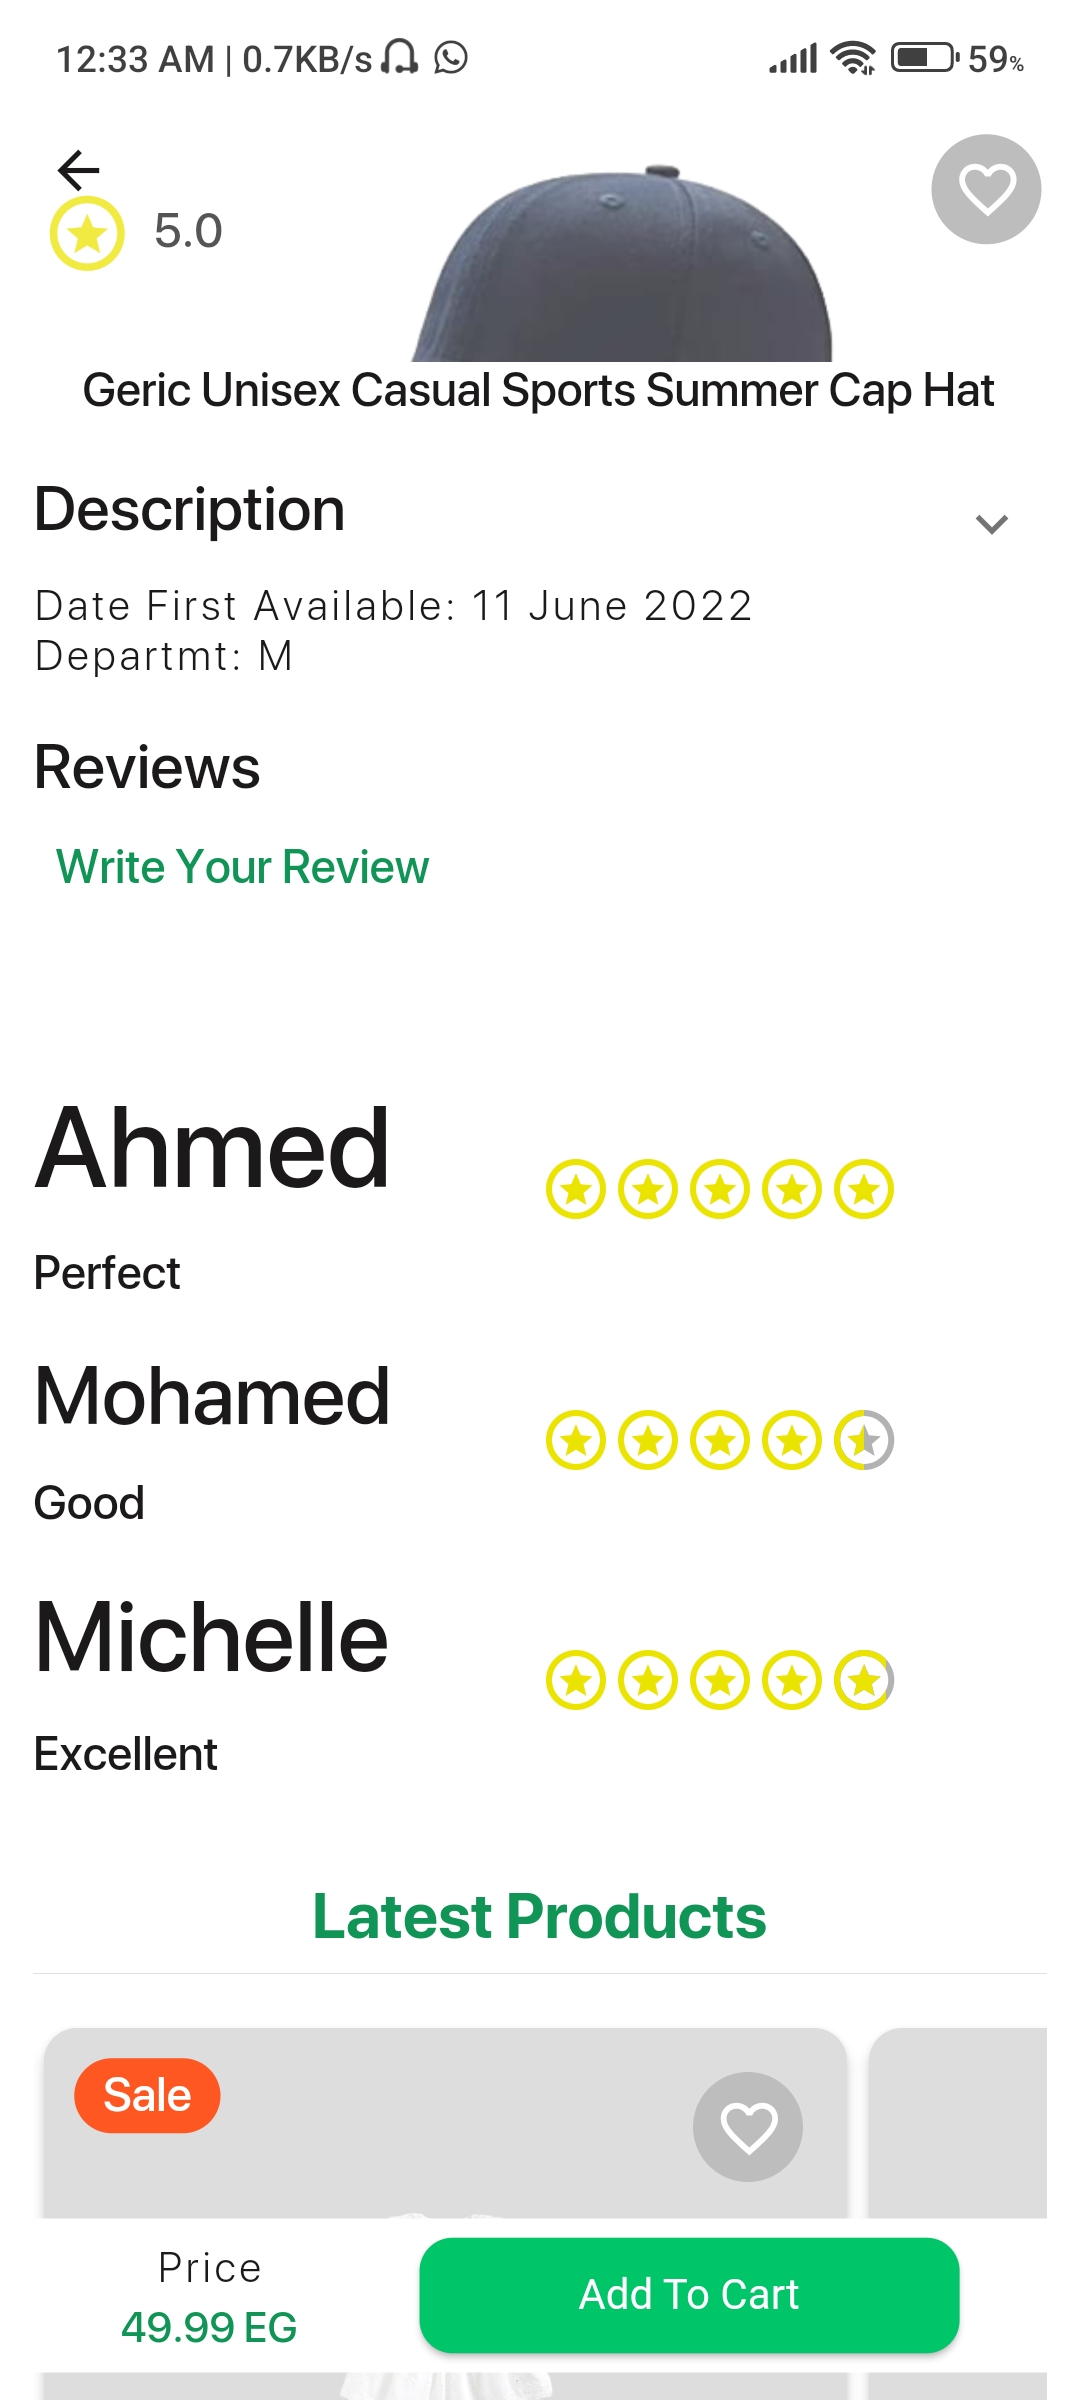 12:33 AM | 0.7KB/s 59%
5.0
Geric Unisex Casual Sports Summer Cap Hat
Description
Date First Available: 11 June 2022
Departmt: M
Reviews
Write Your Review
Ahmed
Perfect
Mohamed
Good
Michelle
Excellent
Latest Products
Sale
Price
49.99 EG
Add To Cart